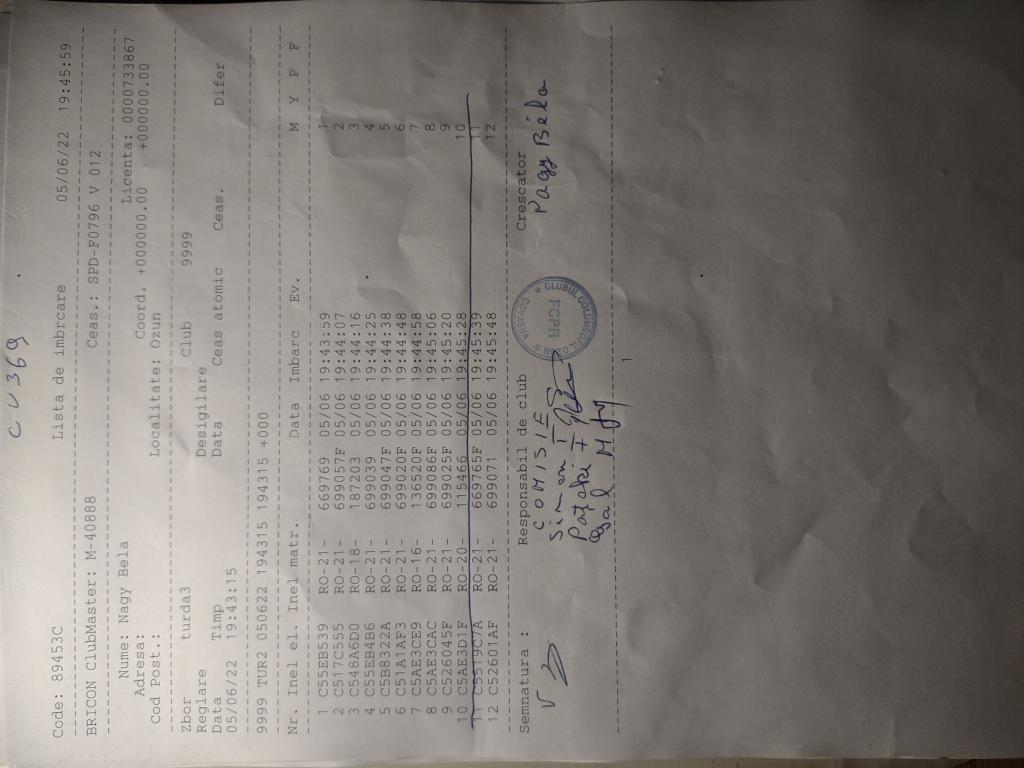 CV 369
Code: 89453C Lista de imbrcare 05/06/22 19:45:59
BRICON ClubMaster: M-40888 Ceas.: SPD-F0796 V 012
Nume: Nagy Bela Licenta: 0000733867
Adresa: Coord. +000000.00 +000000.00
Cod Post.: Localitate: Ozun
Zbor turda3 Club 9999
Reglare Desigilare
Data Timp Data Ceas atomic Ceas. Difer
05/06/22 19:43:15
9999 TUR2 050622 194315 194315 +000
Nr. Inal el. Inel matr. Data Imbarc Ev. M Y P F
1 C55EB539 RO-21- 669769 05/06 19:43:59 1
2 C517C555 RO-21- 699057F 05/06 19:44:07 2
3 C548A6D0 RO-18- 187203 05/06 19:44:16 3
4 C55EB4B6 RO-21- 699039 05/06 19:44:25 4
5 C5B8322A RO-21- 699047F 05/06 19:44:38 5
6 C51A1AF3 RO-21- 699020F 05/06 19:44:48 6
7 C5AE3CE9 RO-16- 136520F 05/06 19:44:58 7
8 C5AE3CAC RO-21- 699086F 05/06 19:45:06 8
9 C526045F RO-21- 699025F 05/06 19:45:20 9
10 C5AE3D1F RO-20- 115466 05/06 19:45:28 10
11 C5519C7A RO-21- 669765F 05/06 19:45:39 11
12 C52601AF RO-21- 699071 05/06 19:45:48 12
Semnatura : Responsabil de club Crescator
COMISIE
Simon I
Pataki F
Gal M
FCPR
COVASNA
Nagy Béla
1